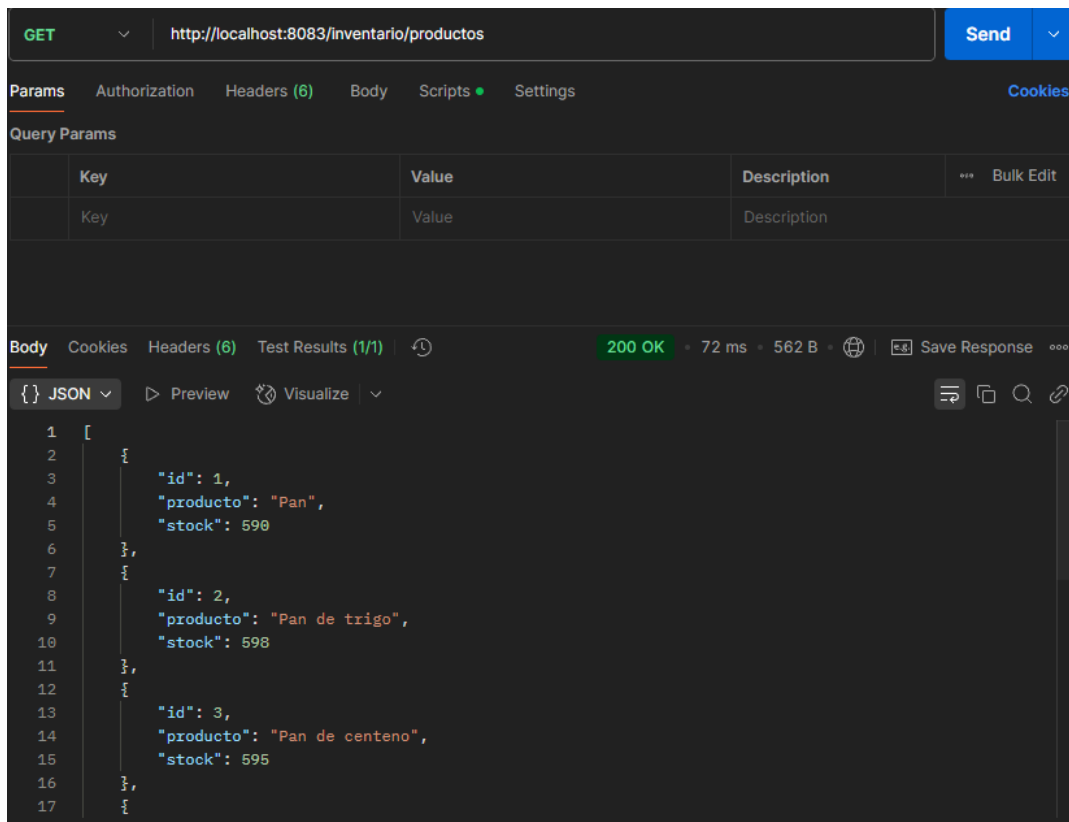 GET http://localhost:8083/inventario/productos Send
Params Authorization Headers (6) Body Scripts Settings Cookies
Query Params
Key Value Description Bulk Edit
Key Value Description
Body Cookies Headers (6) Test Results (1/1) 200 OK 72 ms 562 B e.g. Save Response
{} JSON Preview Visualize
1 [
2 {
3 "id": 1,
4 "producto": "Pan",
5 "stock": 590
6 },
7 {
8 "id": 2,
9 "producto": "Pan de trigo",
10 "stock": 598
11 },
12 {
13 "id": 3,
14 "producto": "Pan de centeno",
15 "stock": 595
16 },
17 {